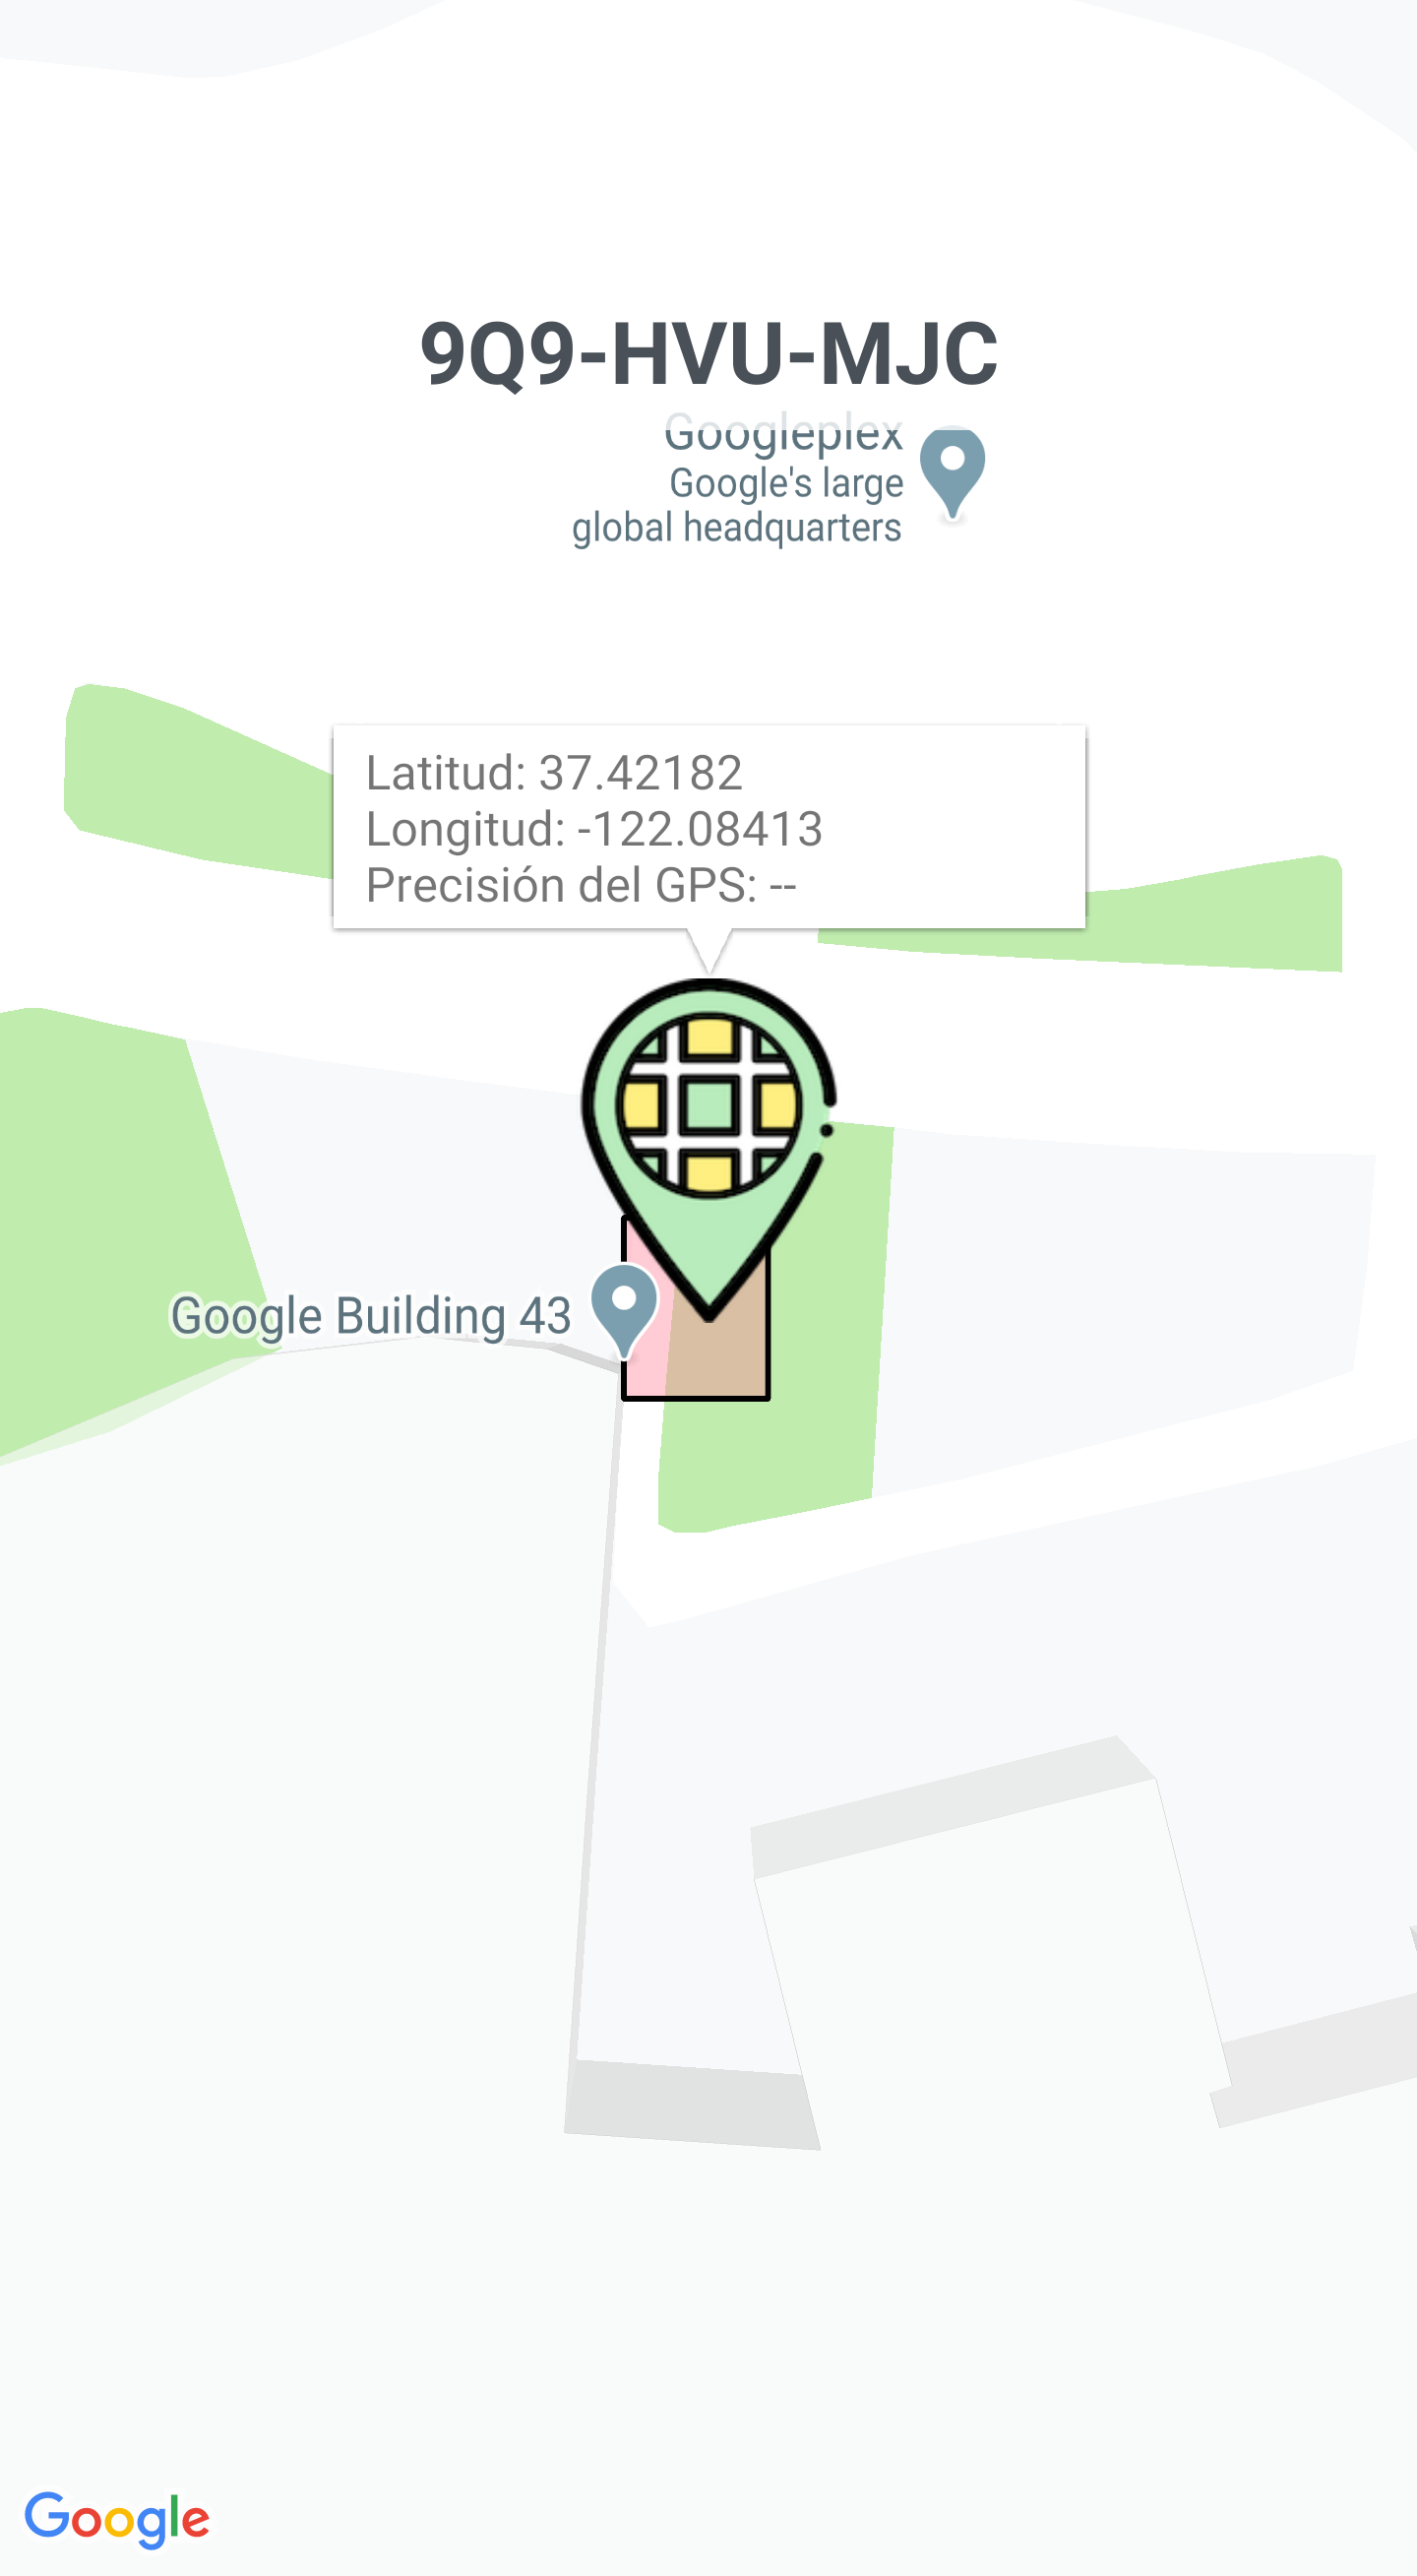 9Q9-HVU-MJC
Googleplex
Google's large
global headquarters
Latitud: 37.42182
Longitud: -122.08413
Precisión del GPS: --
Google Building 43
Google